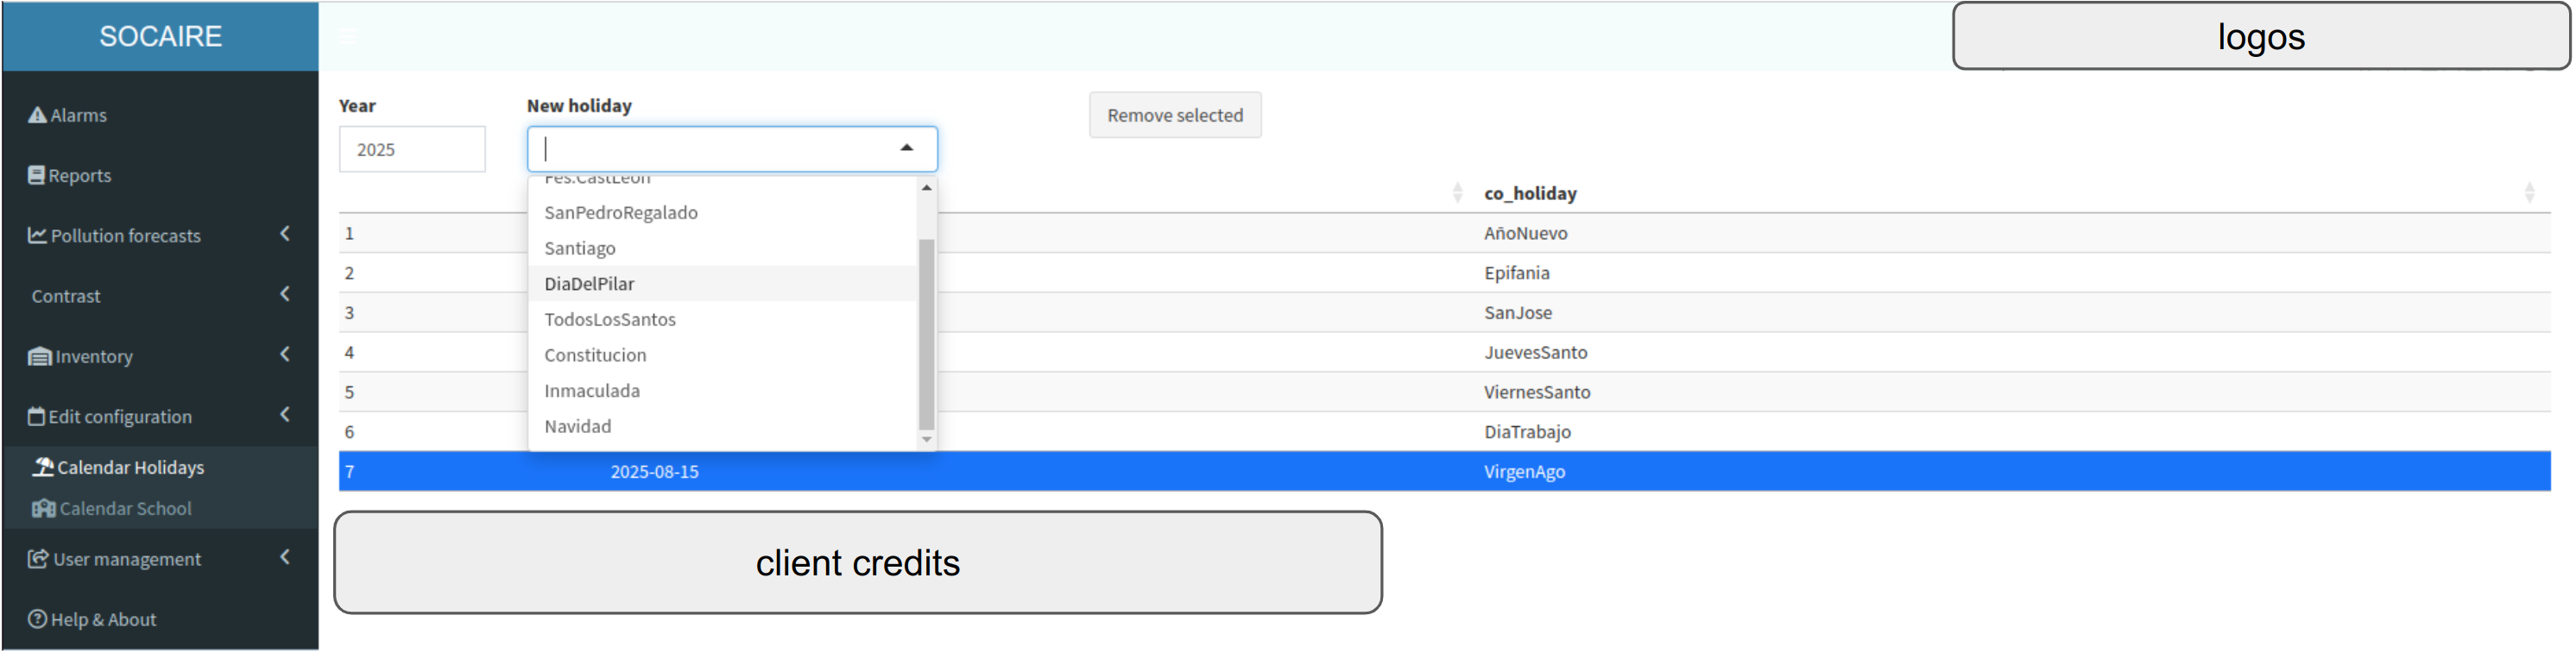 SOCAIRE
logos
Alarms
Reports
Pollution forecasts
Contrast
Inventory
Edit configuration
Calendar Holidays
Calendar School
User management
Help & About
Year
2025
New holiday
Remove selected
Fes.CastLeon
SanPedroRegalado
Santiago
DiaDelPilar
TodosLosSantos
Constitucion
Inmaculada
Navidad
co_holiday
1 AñoNuevo
2 Epifania
3 SanJose
4 JuevesSanto
5 ViernesSanto
6 DiaTrabajo
7 2025-08-15 VirgenAgo
client credits